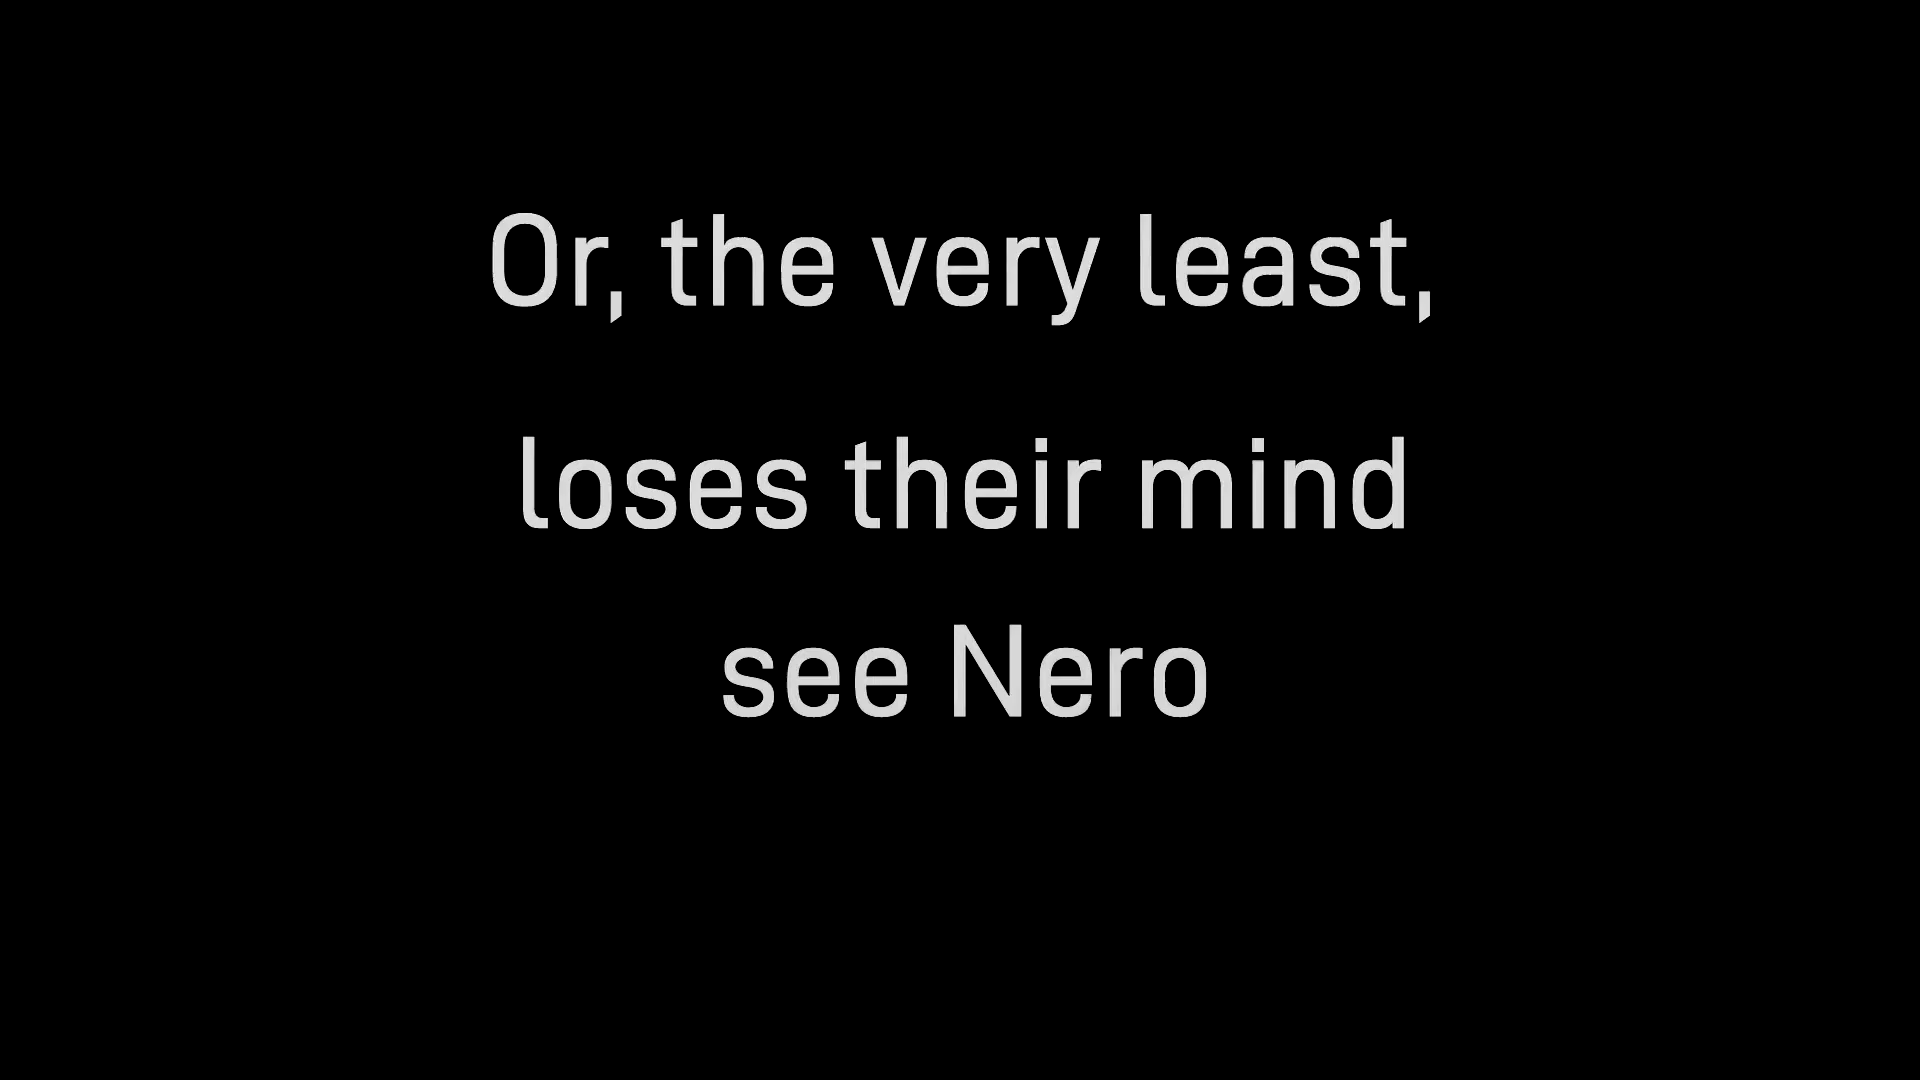 Or, the very least,
loses their mind
see Nero